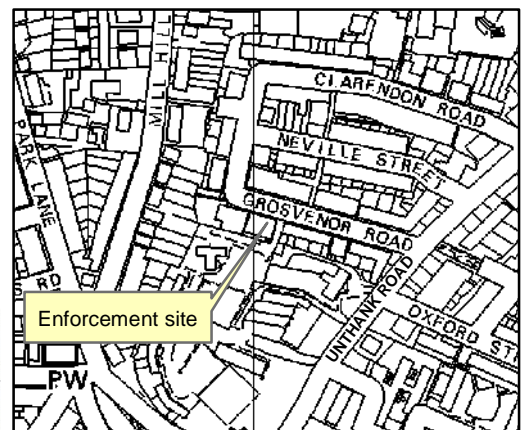 MILL HILL
CLARENDON ROAD
NEVILLE STREET
PARK LANE
GROSVENOR ROAD
S RD
Enforcement site
UNTHANK ROAD
OXFORD ST
PW